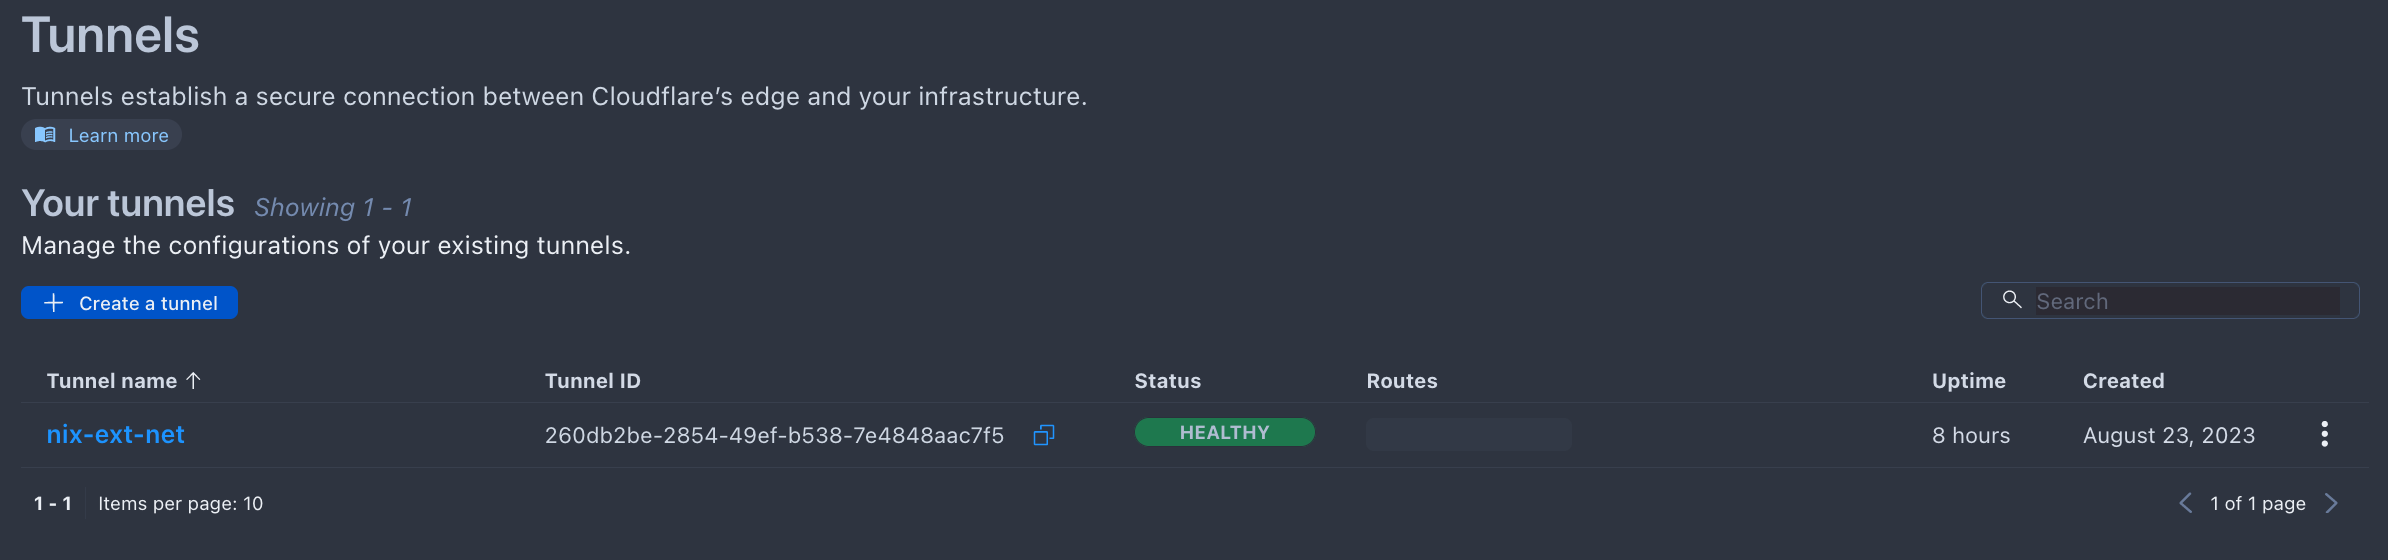 Tunnels
Tunnels establish a secure connection between Cloudflare’s edge and your infrastructure.
Learn more
Your tunnels Showing 1 - 1
Manage the configurations of your existing tunnels.
Create a tunnel
Search
Tunnel name Tunnel ID Status Routes Uptime Created
nix-ext-net 260db2be-2854-49ef-b538-7e4848aac7f5 HEALTHY 8 hours August 23, 2023
1 - 1 Items per page: 10 1 of 1 page